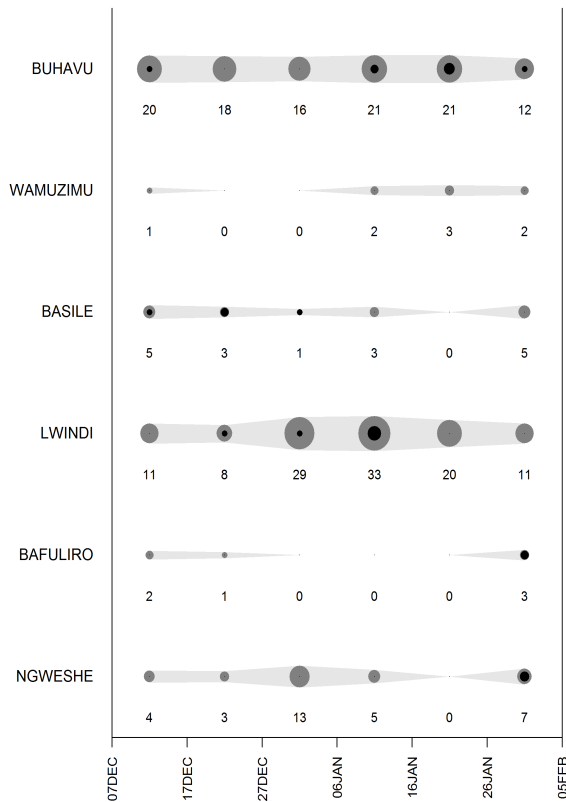 BUHAVU
20 18 16 21 21 12
WAMUZIMU
1 0 0 2 3 2
BASILE
5 3 1 3 0 5
LWINDI
11 8 29 33 20 11
BAFULIRO
2 1 0 0 0 3
NGWESHE
4 3 13 5 0 7
07DEC 17DEC 27DEC 06JAN 16JAN 26JAN 05FEB